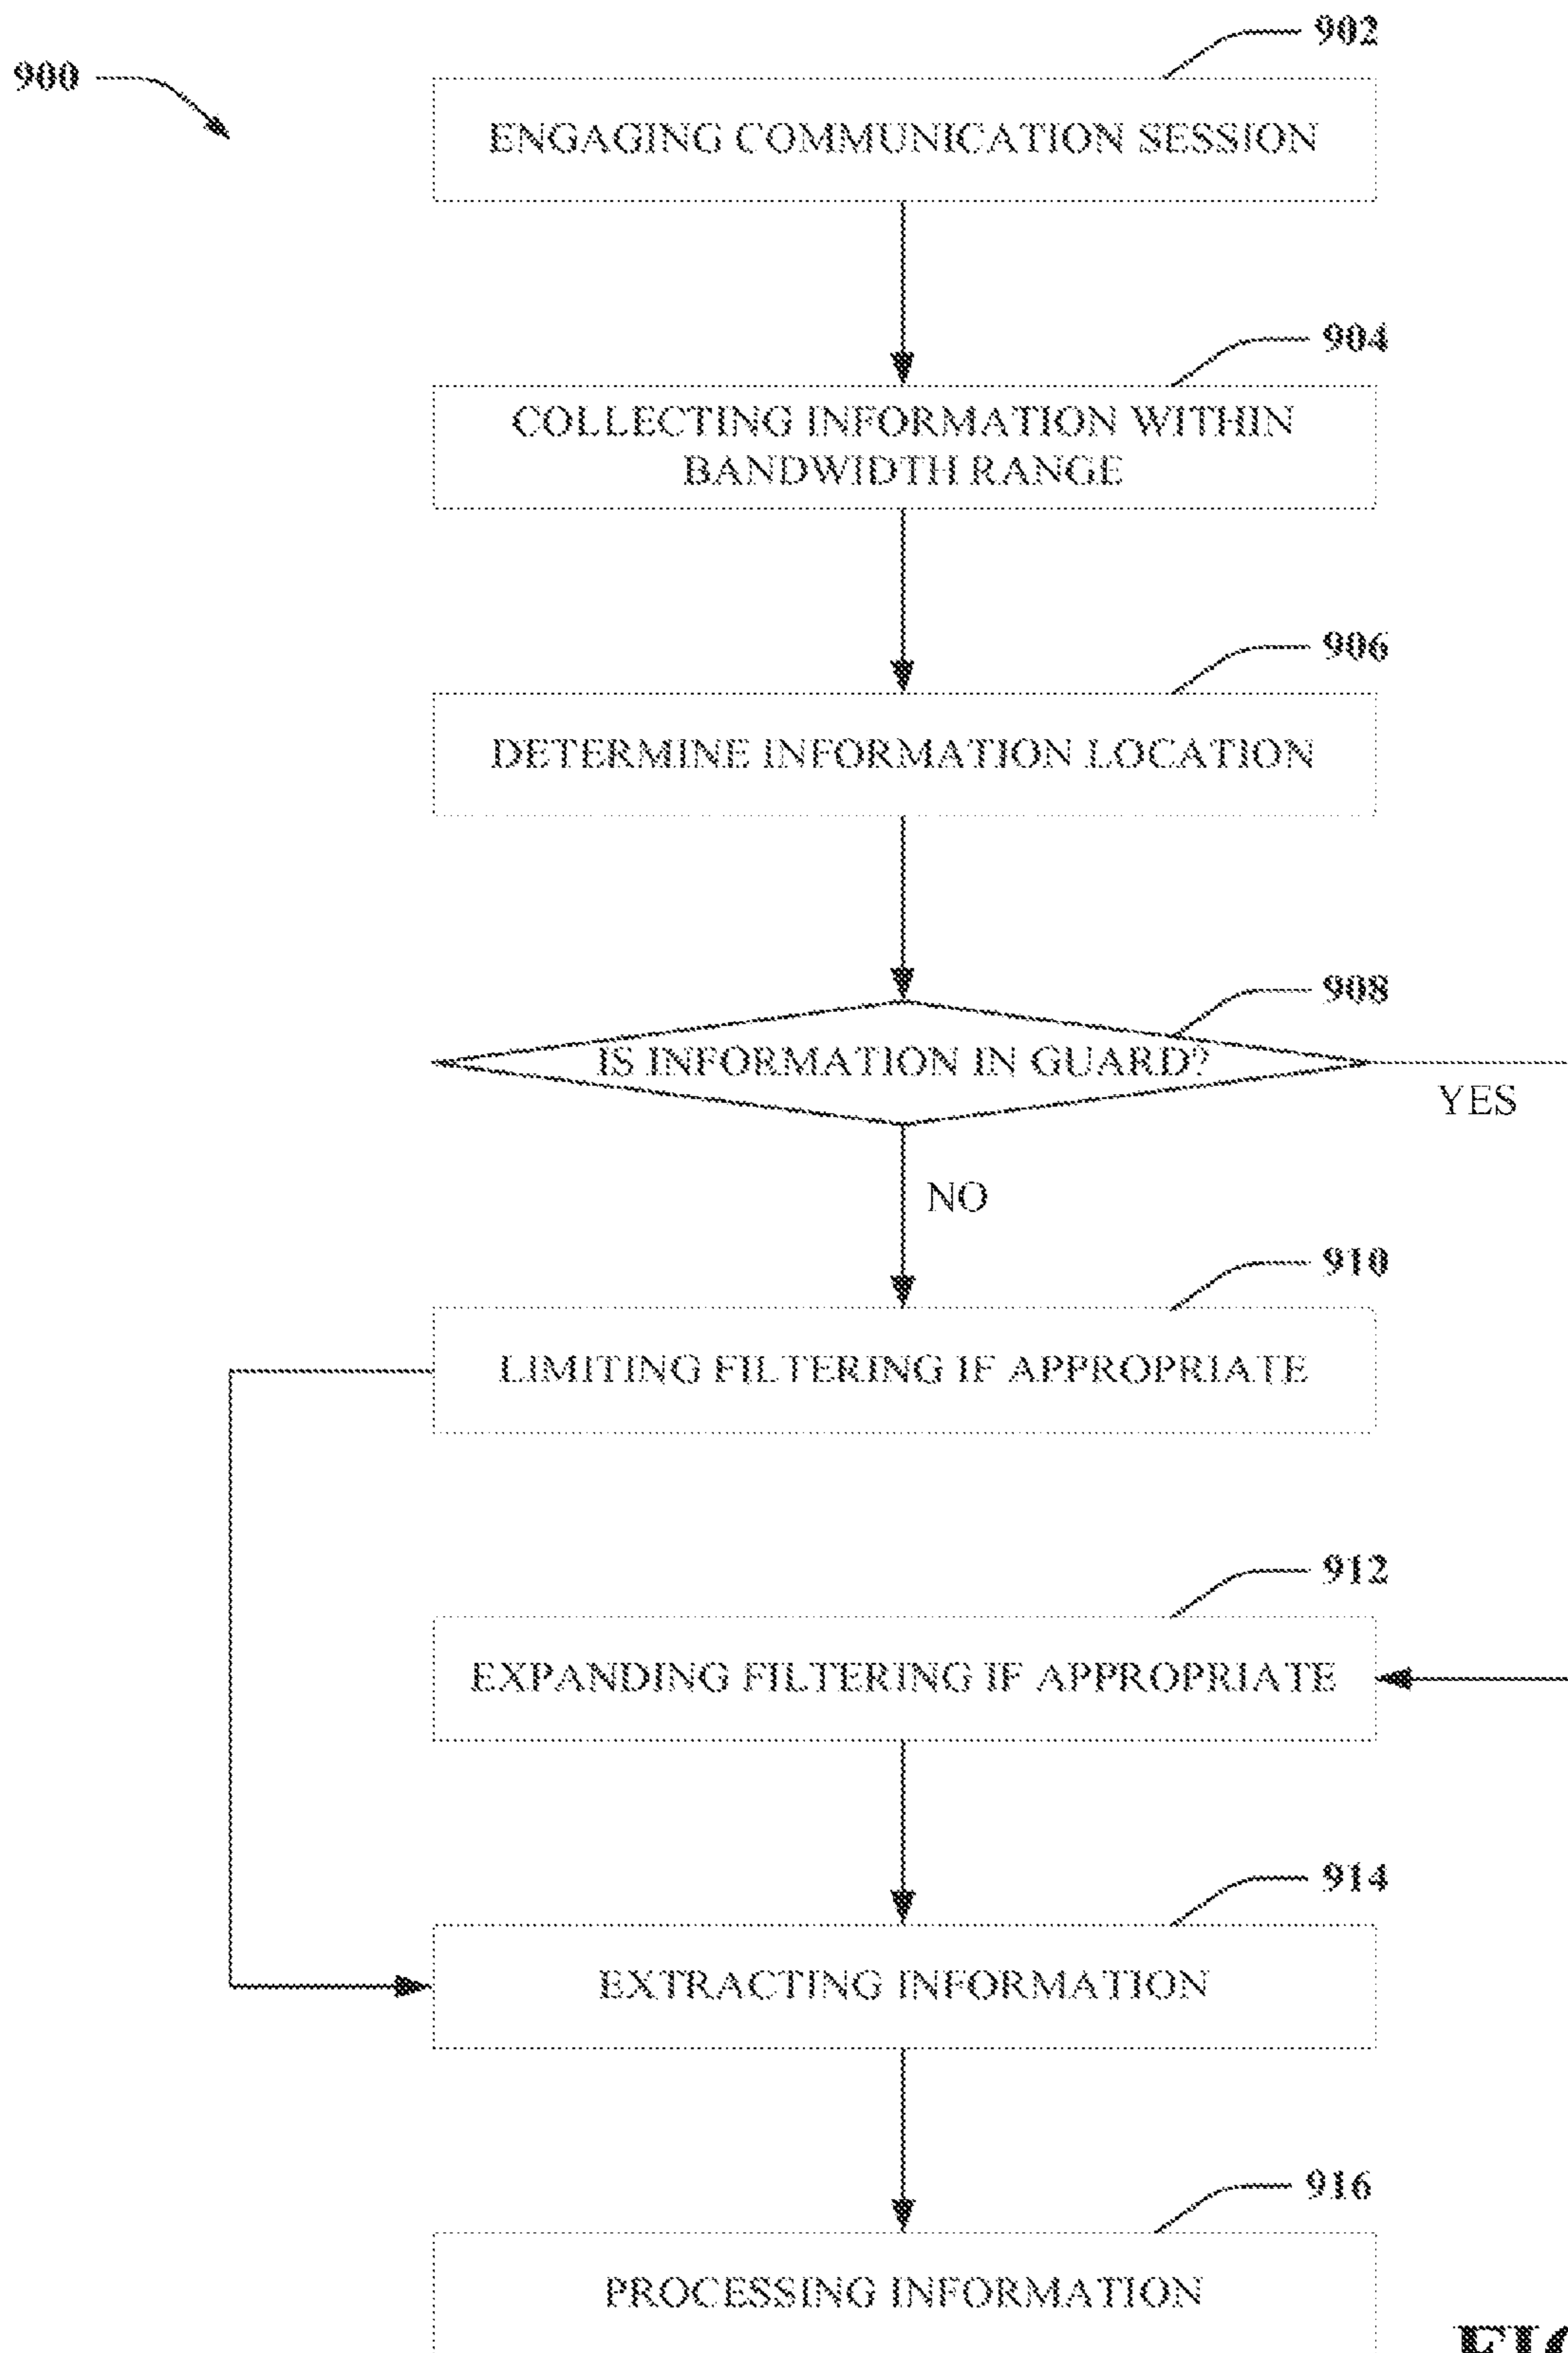 902
900
ENGAGING COMMUNICATION SESSION
904
COLLECTING INFORMATION WITHIN
BANDWIDTH RANGE
906
DETERMINE INFORMATION LOCATION
908
IS INFORMATION IN GUARD?
YES
NO
910
LIMITING FILTERING IF APPROPRIATE
912
EXPANDING FILTERING IF APPROPRIATE
914
EXTRACTING INFORMATION
916
PROCESSING INFORMATION